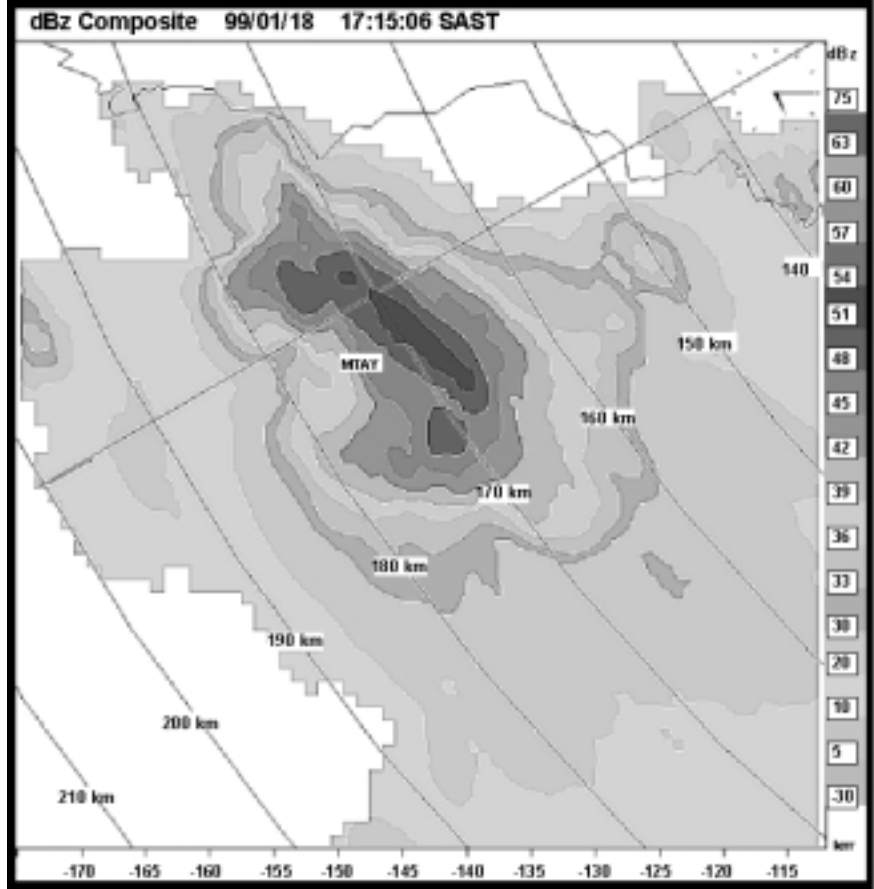 dBz Composite 99/01/18 17:15:06 SAST
dBz
75
63
60
57
54
51
48
45
42
39
36
33
30
20
10
5
-30
140
150 km
MTAY
160 km
170 km
180 km
190 km
200 km
210 km
km
-170 -165 -160 -155 -150 -145 -140 -135 -130 -125 -120 -115